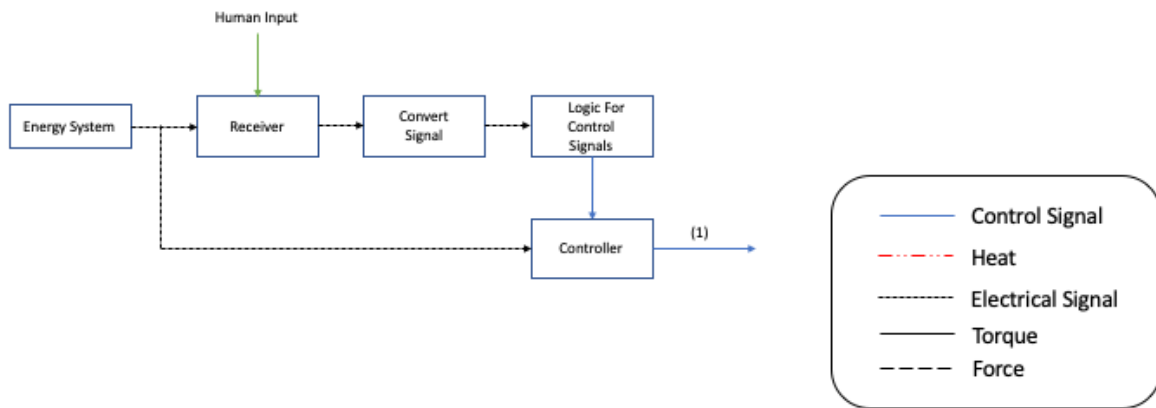 Human Input
Energy System
Receiver
Convert
Signal
Logic For
Control
Signals
Controller
(1)
Control Signal
Heat
Electrical Signal
Torque
Force